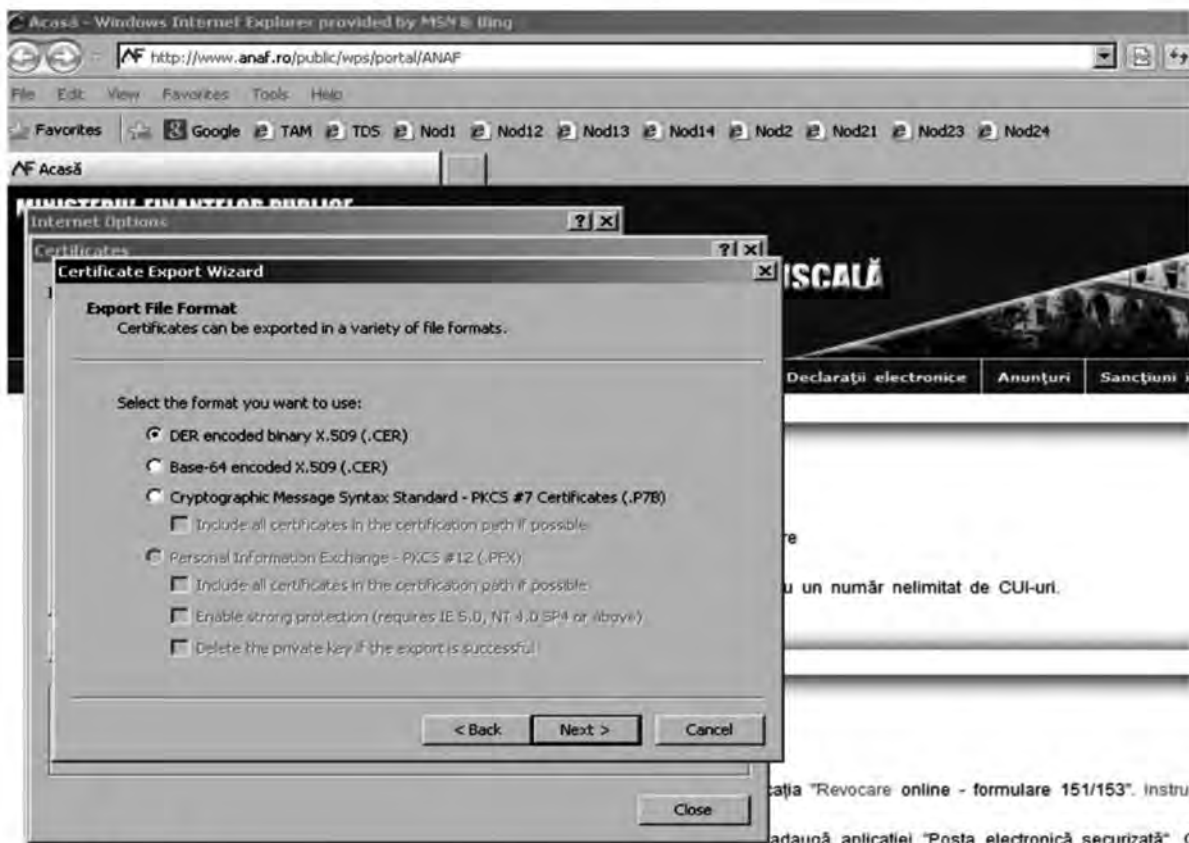 Acasă - Windows Internet Explorer provided by MSN & Bing
http://www.anaf.ro/public/wps/portal/ANAF
File Edit View Favorites Tools Help
Favorites Google TAM TDS Nod1 Nod12 Nod13 Nod14 Nod2 Nod21 Nod23 Nod24
Acasă
MINISTERUL FINANTELOR PUBLICE
Internet Options
Certificates
Certificate Export Wizard
ISCALĂ
Export File Format
Certificates can be exported in a variety of file formats.
Declarații electronice Anunțuri Sancțiuni i
Select the format you want to use:
DER encoded binary X.509 (.CER)
Base-64 encoded X.509 (.CER)
Cryptographic Message Syntax Standard - PKCS #7 Certificates (.P7B)
Include all certificates in the certification path if possible
re
Personal Information Exchange - PKCS #12 (.PFX)
Include all certificates in the certification path if possible
u un număr nelimitat de CUI-uri.
Enable strong protection (requires IE 5.0, NT 4.0 SP4 or above)
Delete the private key if the export is successful
< Back Next > Cancel
cația "Revocare online - formulare 151/153". Instru
Close
adaugă aplicației "Posta electronică securizată".